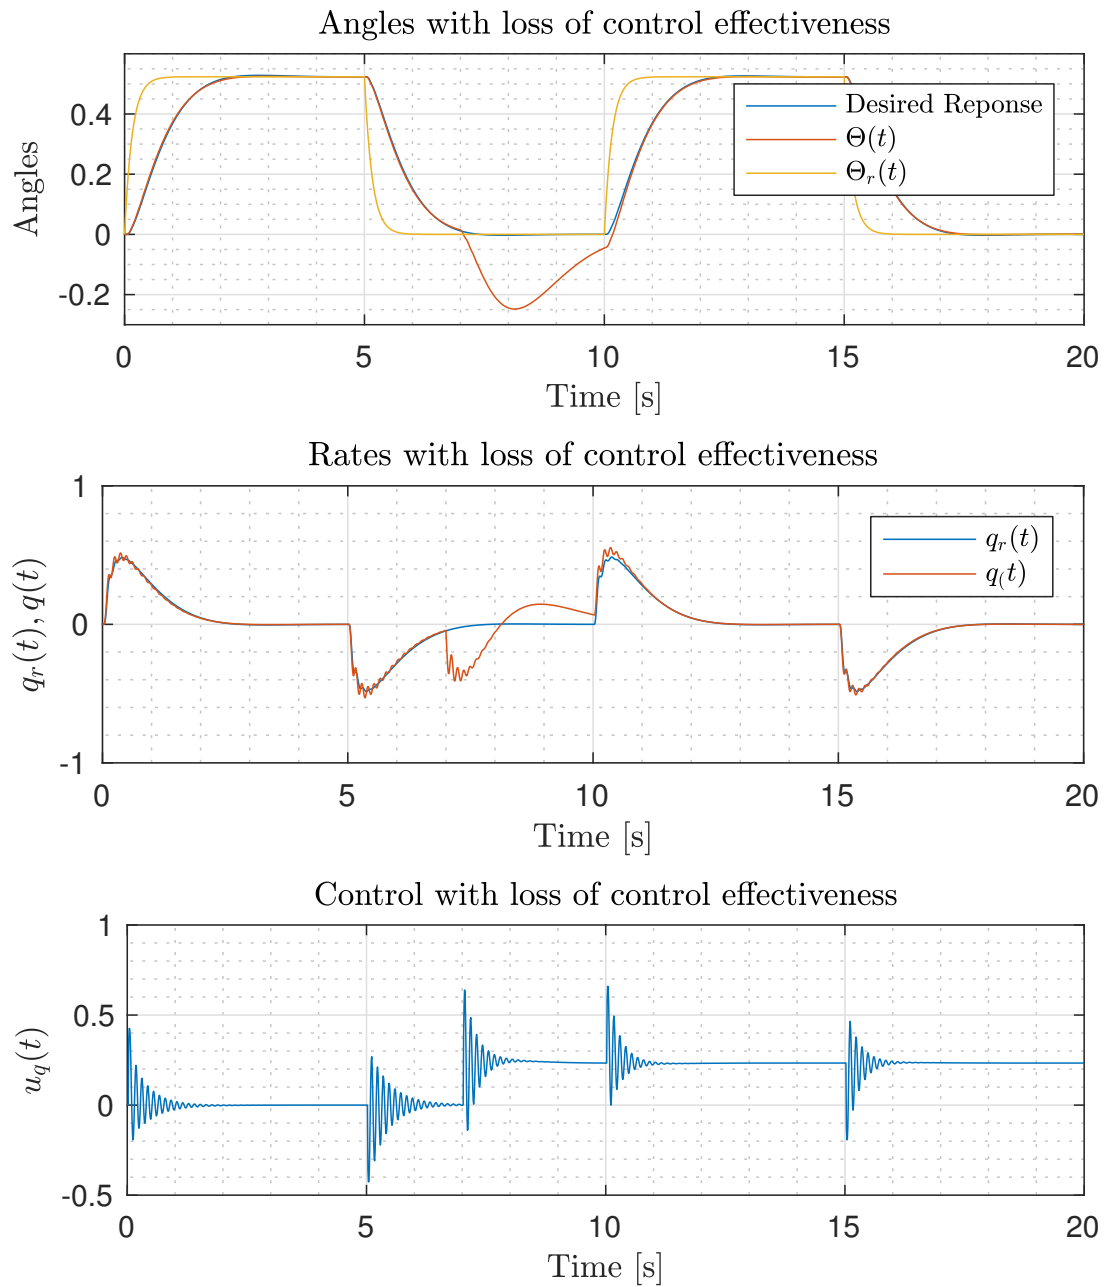 Angles with loss of control effectiveness
Angles
0.4
0.2
0
-0.2
Desired Reponse
Θ(t)
Θ_r(t)
0 5 10 15 20
Time [s]
Rates with loss of control effectiveness
q_r(t), q(t)
1
0
-1
q_r(t)
q_(t)
0 5 10 15 20
Time [s]
Control with loss of control effectiveness
u_q(t)
1
0.5
0
-0.5
0 5 10 15 20
Time [s]